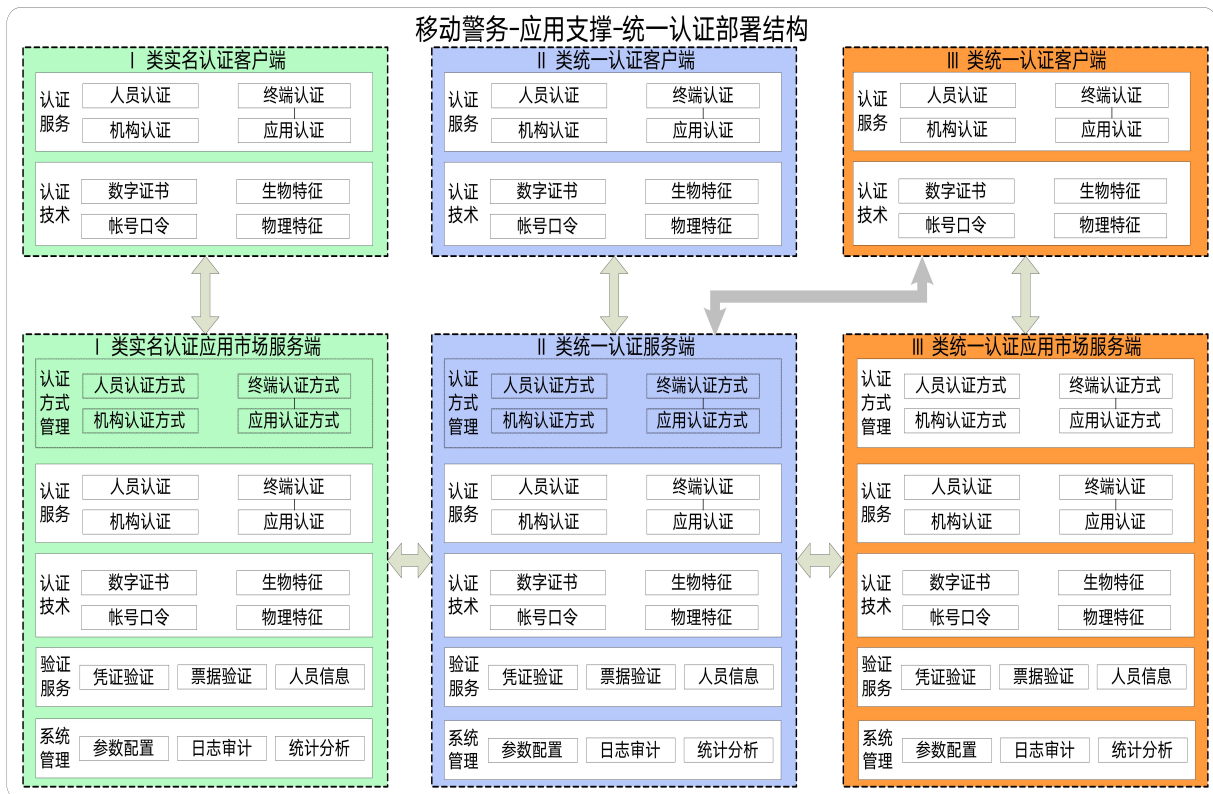 移动警务-应用支撑-统一认证部署结构
Ⅰ 类实名认证客户端
认证
服务
人员认证
终端认证
机构认证
应用认证
认证
技术
数字证书
生物特征
帐号口令
物理特征
Ⅱ 类统一认证客户端
认证
服务
人员认证
终端认证
机构认证
应用认证
认证
技术
数字证书
生物特征
帐号口令
物理特征
Ⅲ 类统一认证客户端
认证
服务
人员认证
终端认证
机构认证
应用认证
认证
技术
数字证书
生物特征
帐号口令
物理特征
Ⅰ 类实名认证应用市场服务端
认证
方式
管理
人员认证方式
终端认证方式
机构认证方式
应用认证方式
认证
服务
人员认证
终端认证
机构认证
应用认证
认证
技术
数字证书
生物特征
帐号口令
物理特征
验证
服务
凭证验证
票据验证
人员信息
系统
管理
参数配置
日志审计
统计分析
Ⅱ 类统一认证服务端
认证
方式
管理
人员认证方式
终端认证方式
机构认证方式
应用认证方式
认证
服务
人员认证
终端认证
机构认证
应用认证
认证
技术
数字证书
生物特征
帐号口令
物理特征
验证
服务
凭证验证
票据验证
人员信息
系统
管理
参数配置
日志审计
统计分析
Ⅲ 类统一认证应用市场服务端
认证
方式
管理
人员认证方式
终端认证方式
机构认证方式
应用认证方式
认证
服务
人员认证
终端认证
机构认证
应用认证
认证
技术
数字证书
生物特征
帐号口令
物理特征
验证
服务
凭证验证
票据验证
人员信息
系统
管理
参数配置
日志审计
统计分析